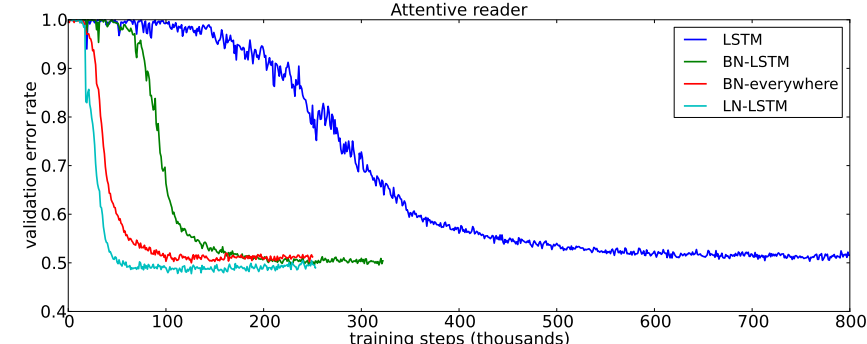 Attentive reader
validation error rate
1.0
0.9
0.8
0.7
0.6
0.5
0.4
LSTM
BN-LSTM
BN-everywhere
LN-LSTM
0 100 200 300 400 500 600 700 800
training steps (thousands)